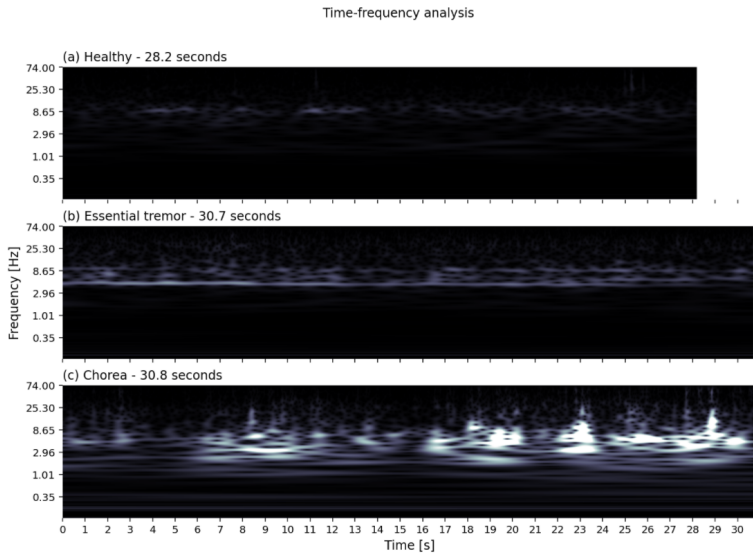 Time-frequency analysis
(a) Healthy - 28.2 seconds
74.00
25.30
8.65
2.96
1.01
0.35
(b) Essential tremor - 30.7 seconds
74.00
25.30
8.65
2.96
1.01
0.35
Frequency [Hz]
(c) Chorea - 30.8 seconds
74.00
25.30
8.65
2.96
1.01
0.35
0 1 2 3 4 5 6 7 8 9 10 11 12 13 14 15 16 17 18 19 20 21 22 23 24 25 26 27 28 29 30
Time [s]